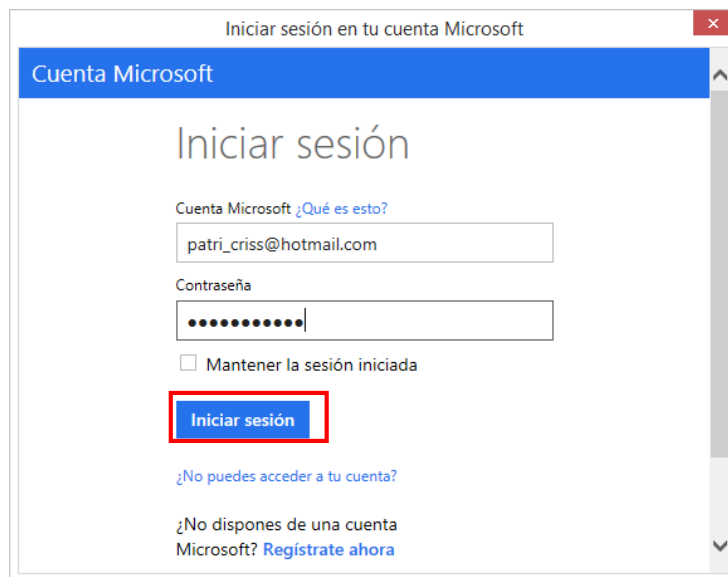 Iniciar sesión en tu cuenta Microsoft
Cuenta Microsoft
Iniciar sesión
Cuenta Microsoft ¿Qué es esto?
patri_criss@hotmail.com
Contraseña
●●●●●●●●●●●
Mantener la sesión iniciada
Iniciar sesión
¿No puedes acceder a tu cuenta?
¿No dispones de una cuenta
Microsoft? Regístrate ahora